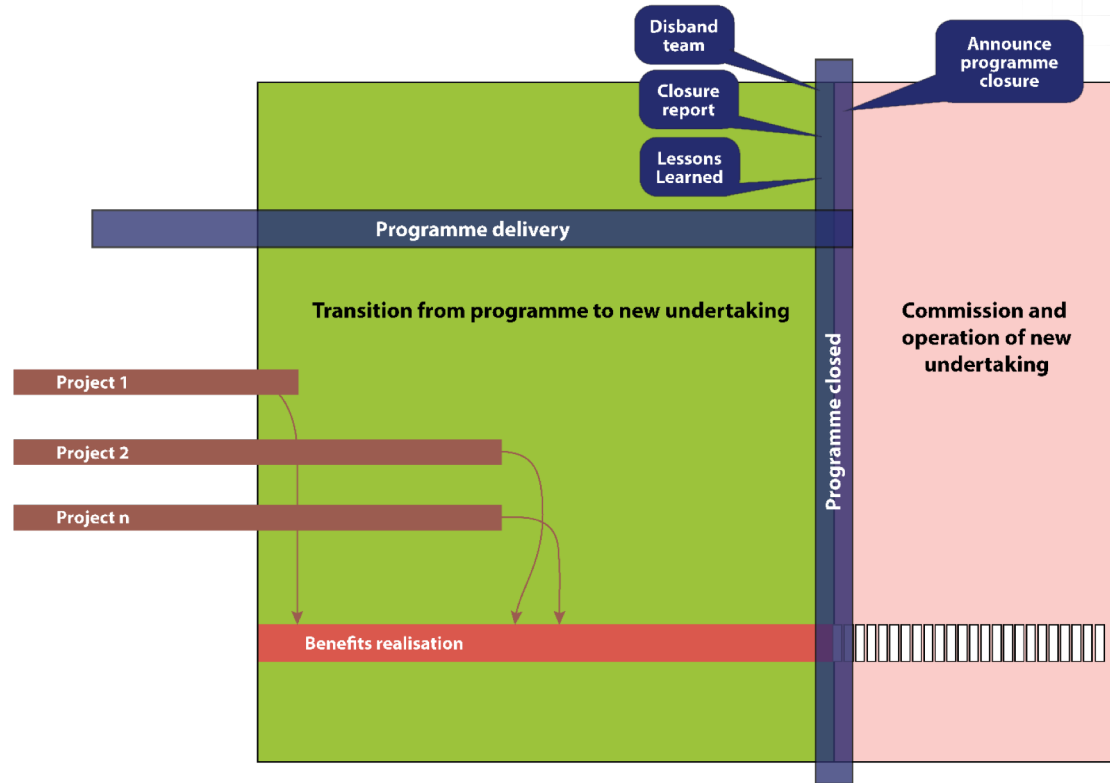 Disband
team
Announce
programme
closure
Closure
report
Lessons
Learned
Programme delivery
Transition from programme to new undertaking
Commission and
operation of new
undertaking
Programme closed
Project 1
Project 2
Project n
Benefits realisation